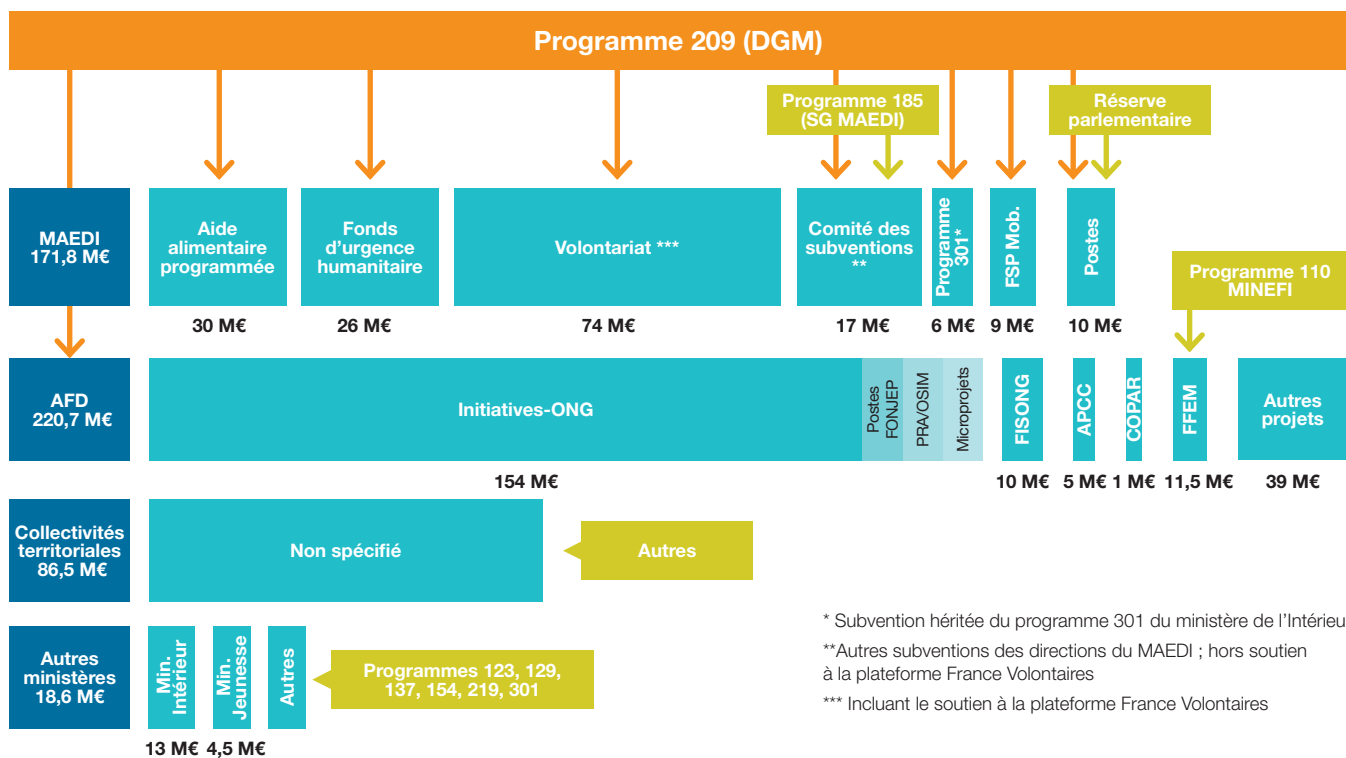 Programme 209 (DGM)
Programme 185
(SG MAEDI)
Réserve
parlementaire
MAEDI
171,8 M€
Aide
alimentaire
programmée
Fonds
d'urgence
humanitaire
Volontariat ***
Comité des
subventions
**
Programme
301*
FSP Mob.
Postes
Programme 110
MINEFI
30 M€
26 M€
74 M€
17 M€
6 M€
9 M€
10 M€
AFD
220,7 M€
Initiatives-ONG
Postes
FONJEP
PRA/OSIM
Microprojets
FISONG
APCC
COPAR
FFEM
Autres
projets
154 M€
10 M€
5 M€
1 M€
11,5 M€
39 M€
Collectivités
territoriales
86,5 M€
Non spécifié
Autres
Autres
ministères
18,6 M€
Min.
Intérieur
Min.
Jeunesse
Autres
Programmes 123, 129,
137, 154, 219, 301
13 M€
4,5 M€
* Subvention héritée du programme 301 du ministère de l'Intérieu
**Autres subventions des directions du MAEDI ; hors soutien
à la plateforme France Volontaires
*** Incluant le soutien à la plateforme France Volontaires